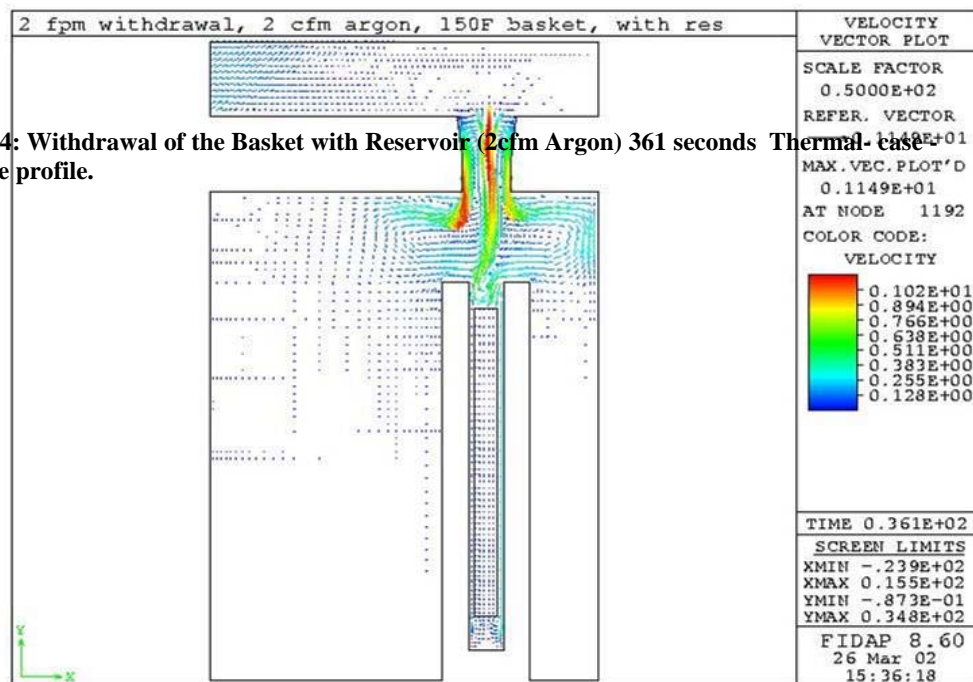 2 fpm withdrawal, 2 cfm argon, 150F basket, with res
4: Withdrawal of the Basket with Reservoir (2cfm Argon) 361 seconds Thermal- case -
e profile.
VELOCITY
VECTOR PLOT
SCALE FACTOR
0.5000E+02
REFER. VECTOR
0.1149E+01
MAX.VEC.PLOT'D
0.1149E+01
AT NODE 1192
COLOR CODE:
VELOCITY
0.102E+01
0.894E+00
0.766E+00
0.638E+00
0.511E+00
0.383E+00
0.255E+00
0.128E+00
TIME 0.361E+02
SCREEN LIMITS
XMIN -.239E+02
XMAX 0.155E+02
YMIN -.873E-01
YMAX 0.348E+02
FIDAP 8.60
26 Mar 02
15:36:18
Y
X